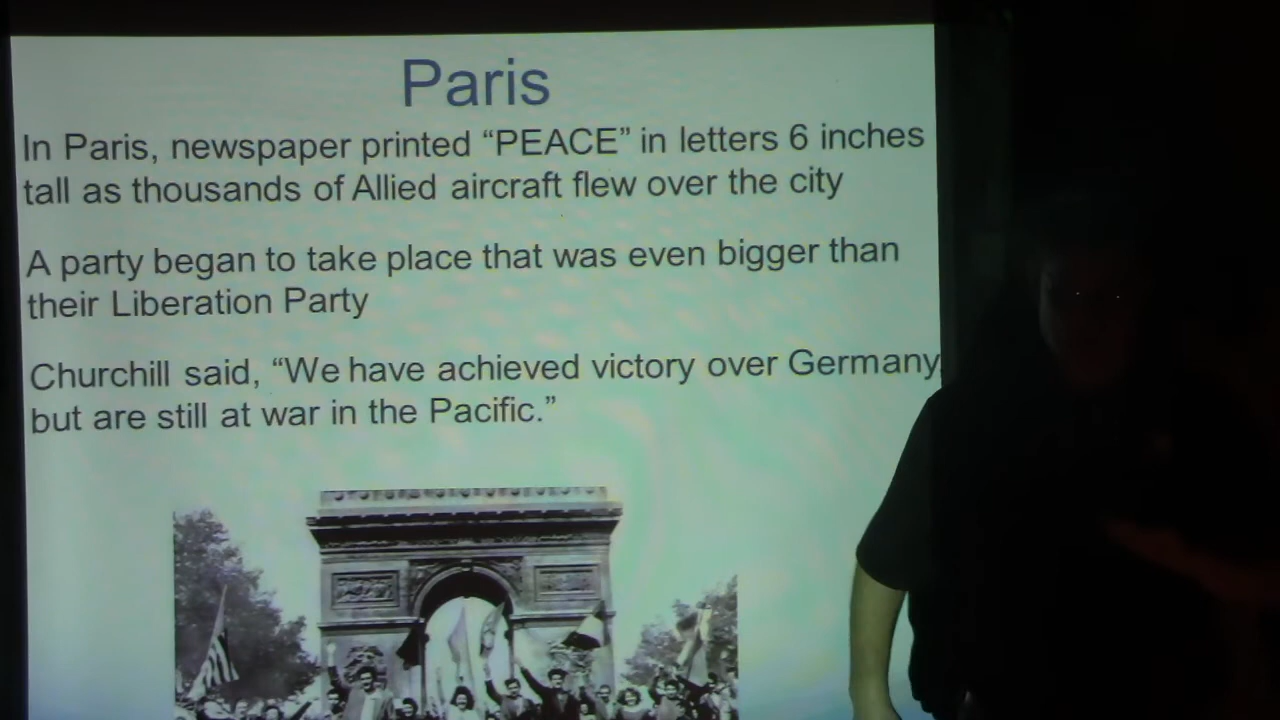 Paris
In Paris, newspaper printed “PEACE” in letters 6 inches
tall as thousands of Allied aircraft flew over the city
A party began to take place that was even bigger than
their Liberation Party
Churchill said, “We have achieved victory over Germany,
but are still at war in the Pacific.”